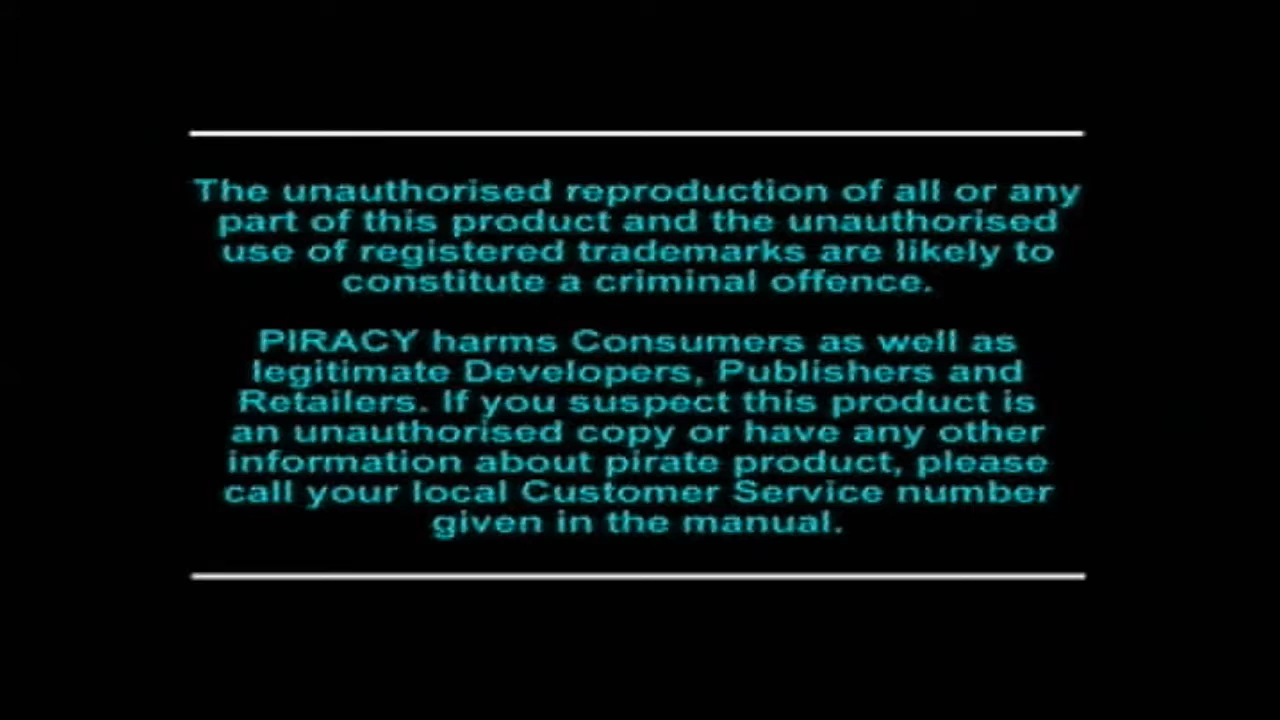 The unauthorised reproduction of all or any
part of this product and the unauthorised
use of registered trademarks are likely to
constitute a criminal offence.
PIRACY harms Consumers as well as
legitimate Developers, Publishers and
Retailers. If you suspect this product is
an unauthorised copy or have any other
information about pirate product, please
call your local Customer Service number
given in the manual.